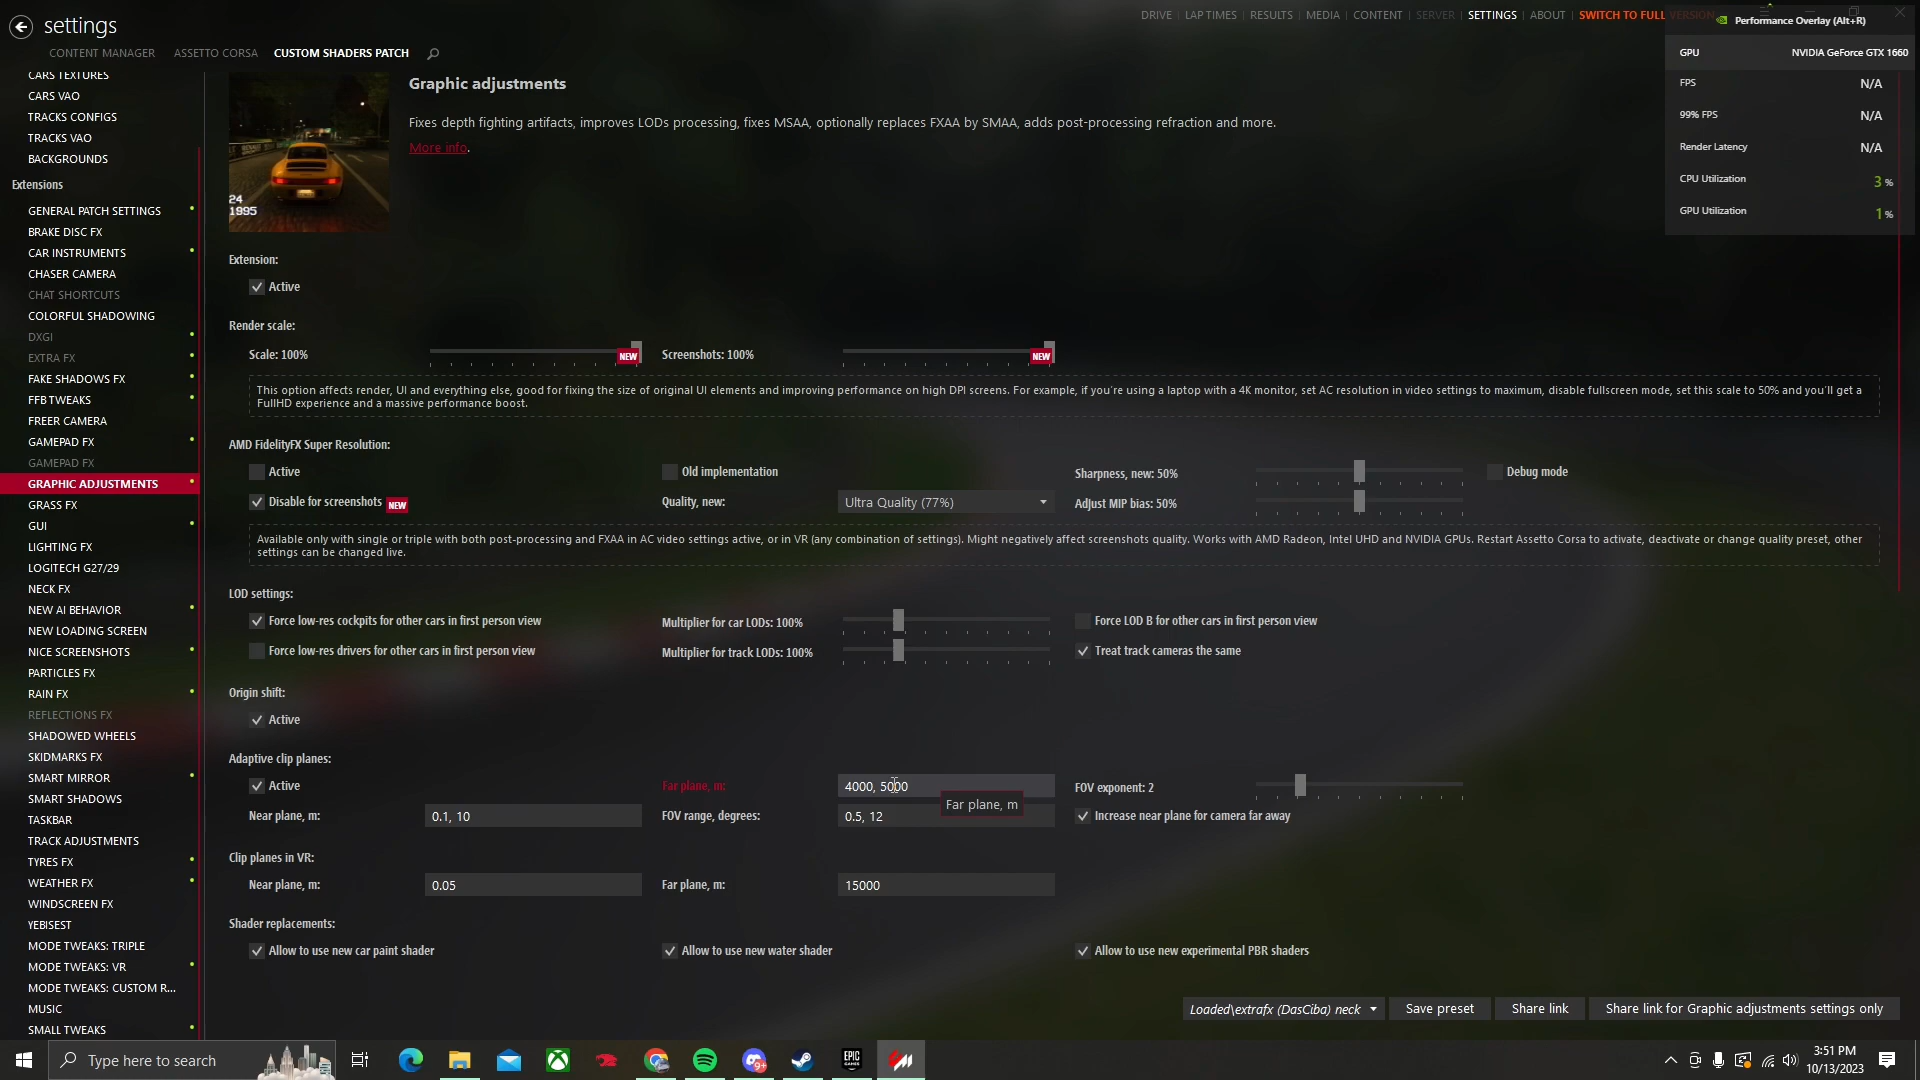 settings
DRIVE | LAP TIMES | RESULTS | MEDIA | CONTENT | SERVER | SETTINGS | ABOUT | SWITCH TO FULL VERSION
CONTENT MANAGER ASSETTO CORSA CUSTOM SHADERS PATCH
Performance Overlay (Alt+R)
GPU NVIDIA GeForce GTX 1660
FPS N/A
99% FPS N/A
Render Latency N/A
CPU Utilization 3 %
GPU Utilization 1 %
CARS TEXTURES
CARS VAO
TRACKS CONFIGS
TRACKS VAO
BACKGROUNDS
Extensions
GENERAL PATCH SETTINGS
BRAKE DISC FX
CAR INSTRUMENTS
CHASER CAMERA
CHAT SHORTCUTS
COLORFUL SHADOWING
DXGI
EXTRA FX
FAKE SHADOWS FX
FFB TWEAKS
FREER CAMERA
GAMEPAD FX
GAMEPAD FX
GRAPHIC ADJUSTMENTS
GRASS FX
GUI
LIGHTING FX
LOGITECH G27/29
NECK FX
NEW AI BEHAVIOR
NEW LOADING SCREEN
NICE SCREENSHOTS
PARTICLES FX
RAIN FX
REFLECTIONS FX
SHADOWED WHEELS
SKIDMARKS FX
SMART MIRROR
SMART SHADOWS
TASKBAR
TRACK ADJUSTMENTS
TYRES FX
WEATHER FX
WINDSCREEN FX
YEBISEST
MODE TWEAKS: TRIPLE
MODE TWEAKS: VR
MODE TWEAKS: CUSTOM R...
MUSIC
SMALL TWEAKS
24
1995
Graphic adjustments
Fixes depth fighting artifacts, improves LODs processing, fixes MSAA, optionally replaces FXAA by SMAA, adds post-processing refraction and more.
More info.
Extension:
Active
Render scale:
Scale: 100% NEW Screenshots: 100% NEW
This option affects render, UI and everything else, good for fixing the size of original UI elements and improving performance on high DPI screens. For example, if you're using a laptop with a 4K monitor, set AC resolution in video settings to maximum, disable fullscreen mode, set this scale to 50% and you'll get a
FullHD experience and a massive performance boost.
AMD FidelityFX Super Resolution:
Active Old implementation Sharpness, new: 50% Debug mode
Disable for screenshots NEW Quality, new: Ultra Quality (77%) Adjust MIP bias: 50%
Available only with single or triple with both post-processing and FXAA in AC video settings active, or in VR (any combination of settings). Might negatively affect screenshots quality. Works with AMD Radeon, Intel UHD and NVIDIA GPUs. Restart Assetto Corsa to activate, deactivate or change quality preset, other
settings can be changed live.
LOD settings:
Force low-res cockpits for other cars in first person view Multiplier for car LODs: 100% Force LOD B for other cars in first person view
Force low-res drivers for other cars in first person view Multiplier for track LODs: 100% Treat track cameras the same
Origin shift:
Active
Adaptive clip planes:
Active Far plane, m: 4000, 5000 FOV exponent: 2
Far plane, m
Near plane, m: 0.1, 10 FOV range, degrees: 0.5, 12 Increase near plane for camera far away
Clip planes in VR:
Near plane, m: 0.05 Far plane, m: 15000
Shader replacements:
Allow to use new car paint shader Allow to use new water shader Allow to use new experimental PBR shaders
Loaded\extrafx (DasCiba) neck Save preset Share link Share link for Graphic adjustments settings only
Type here to search
9+
EPIC GAMES
3:51 PM
10/13/2023